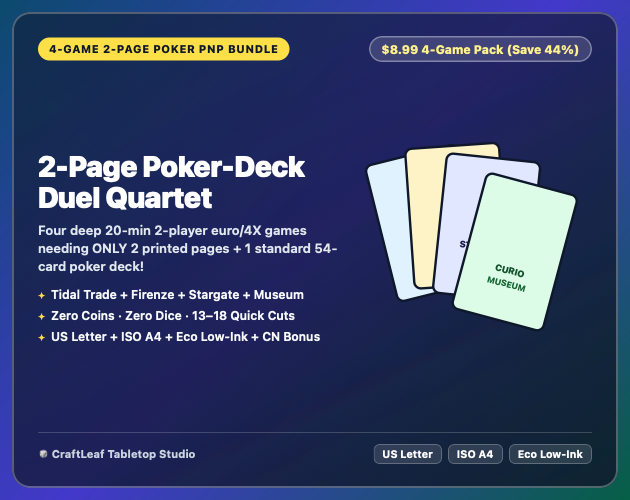 4-GAME 2-PAGE POKER PNP BUNDLE
$8.99 4-Game Pack (Save 44%)
2-Page Poker-Deck
Duel Quartet
Four deep 20-min 2-player euro/4X games
needing ONLY 2 printed pages + 1 standard 54-
card poker deck!
Tidal Trade + Firenze + Stargate + Museum
Zero Coins · Zero Dice · 13–18 Quick Cuts
US Letter + ISO A4 + Eco Low-Ink + CN Bonus
CURIO
MUSEUM
CraftLeaf Tabletop Studio
US Letter
ISO A4
Eco Low-Ink